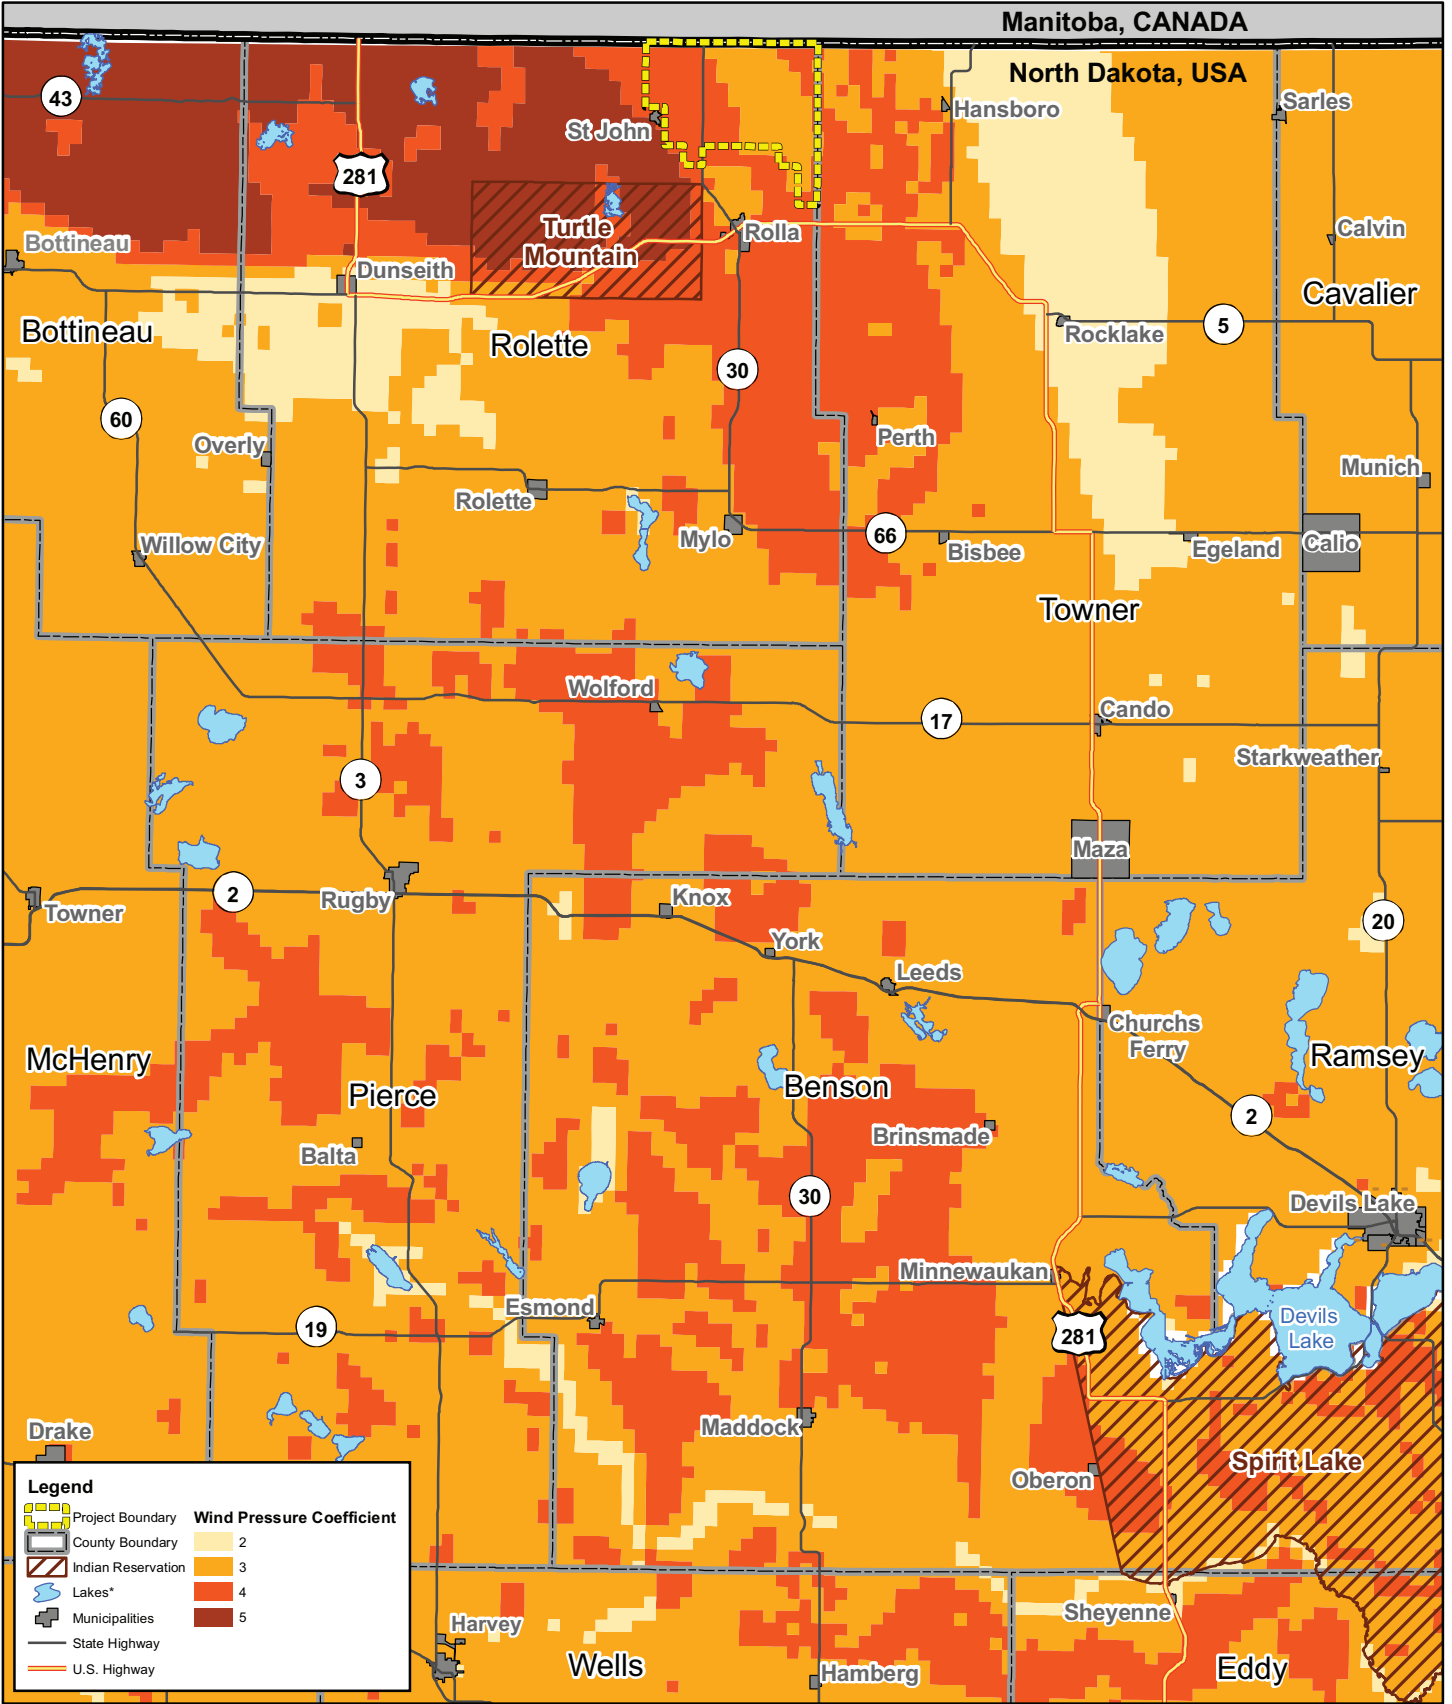 Manitoba, CANADA
North Dakota, USA
43
Hansboro
Sarles
St John
281
Turtle
Mountain
Rolla
Calvin
Bottineau
Dunseith
Cavalier
Bottineau
Rolette
Rocklake
5
30
60
Overly
Perth
Munich
Rolette
Mylo
66
Bisbee
Egeland
Calio
Willow City
Towner
Wolford
17
Cando
Starkweather
3
Maza
2
Rugby
Knox
Towner
20
York
Leeds
Churchs
Ferry
McHenry
Ramsey
Pierce
Benson
2
Brinsmade
Balta
30
Devils Lake
Minnewaukan
Esmond
19
281
Devils
Lake
Maddock
Drake
Oberon
Spirit Lake
Legend
Project Boundary
County Boundary
Indian Reservation
Lakes*
Municipalities
State Highway
U.S. Highway
Wind Pressure Coefficient
2
3
4
5
Sheyenne
Harvey
Wells
Hamberg
Eddy